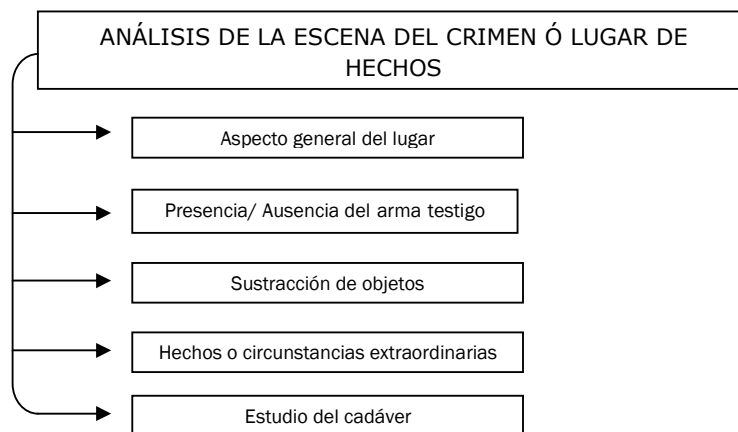 ANÁLISIS DE LA ESCENA DEL CRIMEN Ó LUGAR DE
HECHOS
Aspecto general del lugar
Presencia/ Ausencia del arma testigo
Sustracción de objetos
Hechos o circunstancias extraordinarias
Estudio del cadáver